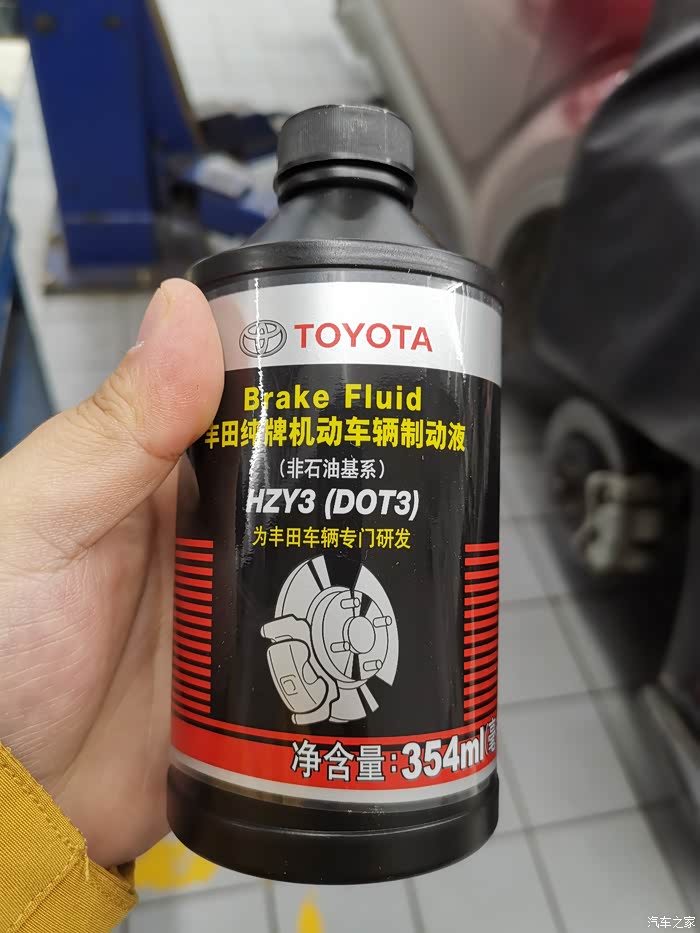 TOYOTA
Brake Fluid
丰田纯牌机动车辆制动液
(非石油基系)
HZY3 (DOT3)
为丰田车辆专门研发
净含量:354ml(毫
汽车之家